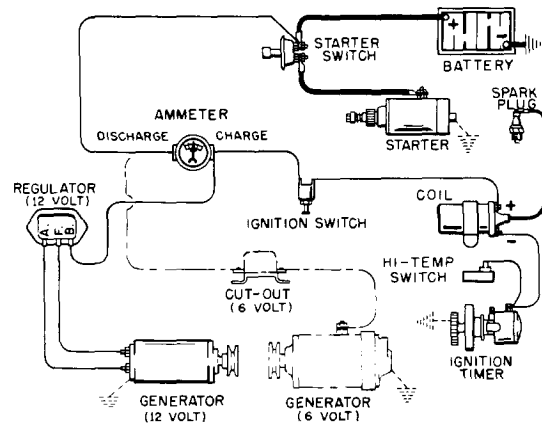 STARTER
SWITCH
+ -
BATTERY
AMMETER
DISCHARGE CHARGE
STARTER
SPARK
PLUG
REGULATOR
(12 VOLT)
A. F. B.
IGNITION SWITCH
COIL
+
-
HI-TEMP
SWITCH
CUT-OUT
(6 VOLT)
IGNITION
TIMER
GENERATOR
(12 VOLT)
GENERATOR
(6 VOLT)